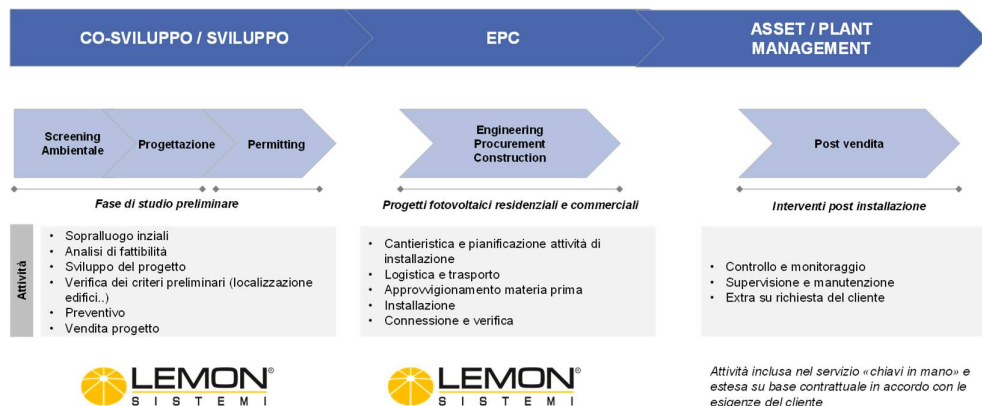 CO-SVILUPPO / SVILUPPO
EPC
ASSET / PLANT
MANAGEMENT
Screening
Ambientale
Progettazione
Permitting
Engineering
Procurement
Construction
Post vendita
Fase di studio preliminare
Progetti fotovoltaici residenziali e commerciali
Interventi post installazione
Attività
• Sopralluogo inziali
• Analisi di fattibilità
• Sviluppo del progetto
• Verifica dei criteri preliminari (localizzazione
edifici..)
• Preventivo
• Vendita progetto
• Cantieristica e pianificazione attività di
installazione
• Logistica e trasporto
• Approvvigionamento materia prima
• Installazione
• Connessione e verifica
• Controllo e monitoraggio
• Supervisione e manutenzione
• Extra su richiesta del cliente
LEMON®
SISTEMI
LEMON®
SISTEMI
Attività inclusa nel servizio «chiavi in mano» e
estesa su base contrattuale in accordo con le
esigenze del cliente